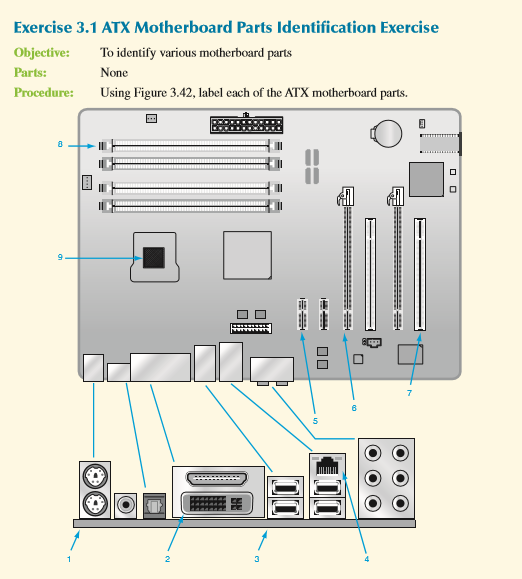 Exercise 3.1 ATX Motherboard Parts Identification Exercise
Objective: To identify various motherboard parts
Parts: None
Procedure: Using Figure 3.42, label each of the ATX motherboard parts.
8
9
5
6
7
1
2
3
4